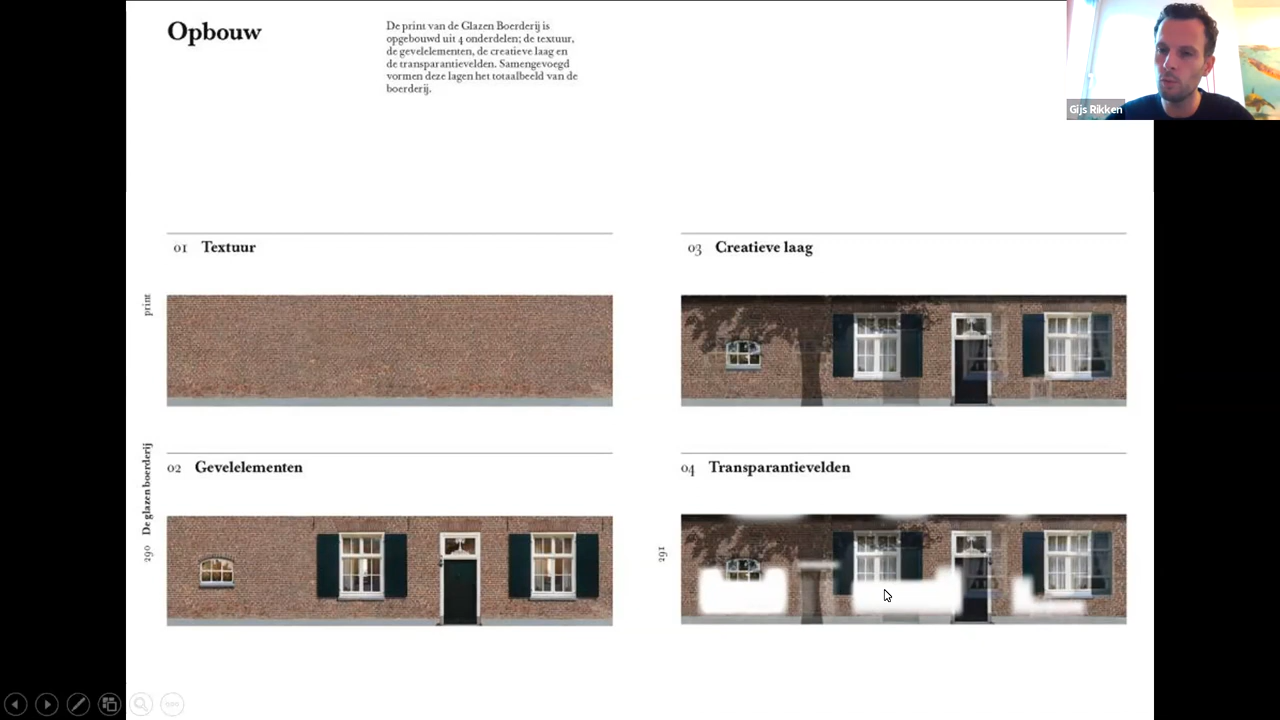 Opbouw
De print van de Glazen Boerderij is
opgebouwd uit 4 onderdelen; de textuur,
de gevelelementen, de creatieve laag en
de transparantievelden. Samengevoegd
vormen deze lagen het totaalbeeld van de
boerderij.
Gijs Rikken
01 Textuur
03 Creatieve laag
print
02 Gevelelementen
04 Transparantievelden
290 De glazen boerderij
291